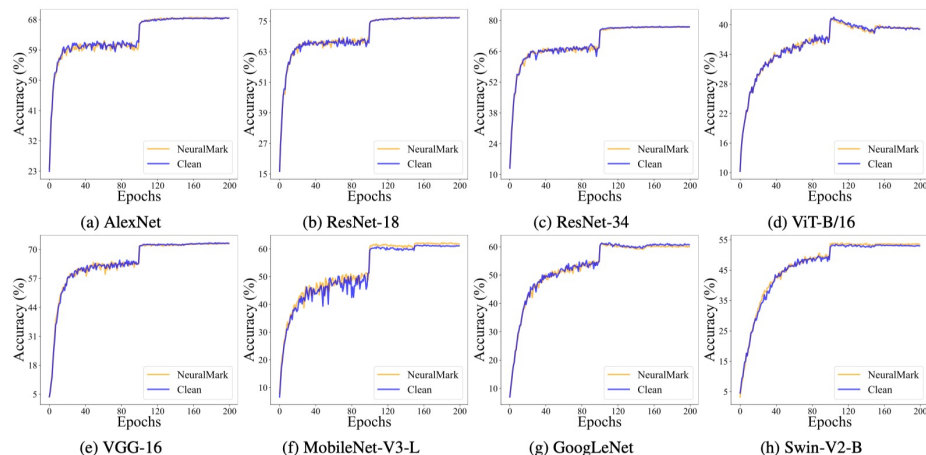 Accuracy (%)
68
59
50
41
32
23
NeuralMark
Clean
0 40 80 120 160 200
Epochs
(a) AlexNet
Accuracy (%)
75
63
51
39
27
15
NeuralMark
Clean
0 40 80 120 160 200
Epochs
(b) ResNet-18
Accuracy (%)
80
66
52
38
24
10
NeuralMark
Clean
0 40 80 120 160 200
Epochs
(c) ResNet-34
Accuracy (%)
40
34
28
22
16
10
NeuralMark
Clean
0 40 80 120 160 200
Epochs
(d) ViT-B/16
Accuracy (%)
70
57
44
31
18
5
NeuralMark
Clean
0 40 80 120 160 200
Epochs
(e) VGG-16
Accuracy (%)
60
50
40
30
20
10
NeuralMark
Clean
0 40 80 120 160 200
Epochs
(f) MobileNet-V3-L
Accuracy (%)
60
50
40
30
20
10
NeuralMark
Clean
0 40 80 120 160 200
Epochs
(g) GoogLeNet
Accuracy (%)
55
45
35
25
15
5
NeuralMark
Clean
0 40 80 120 160 200
Epochs
(h) Swin-V2-B